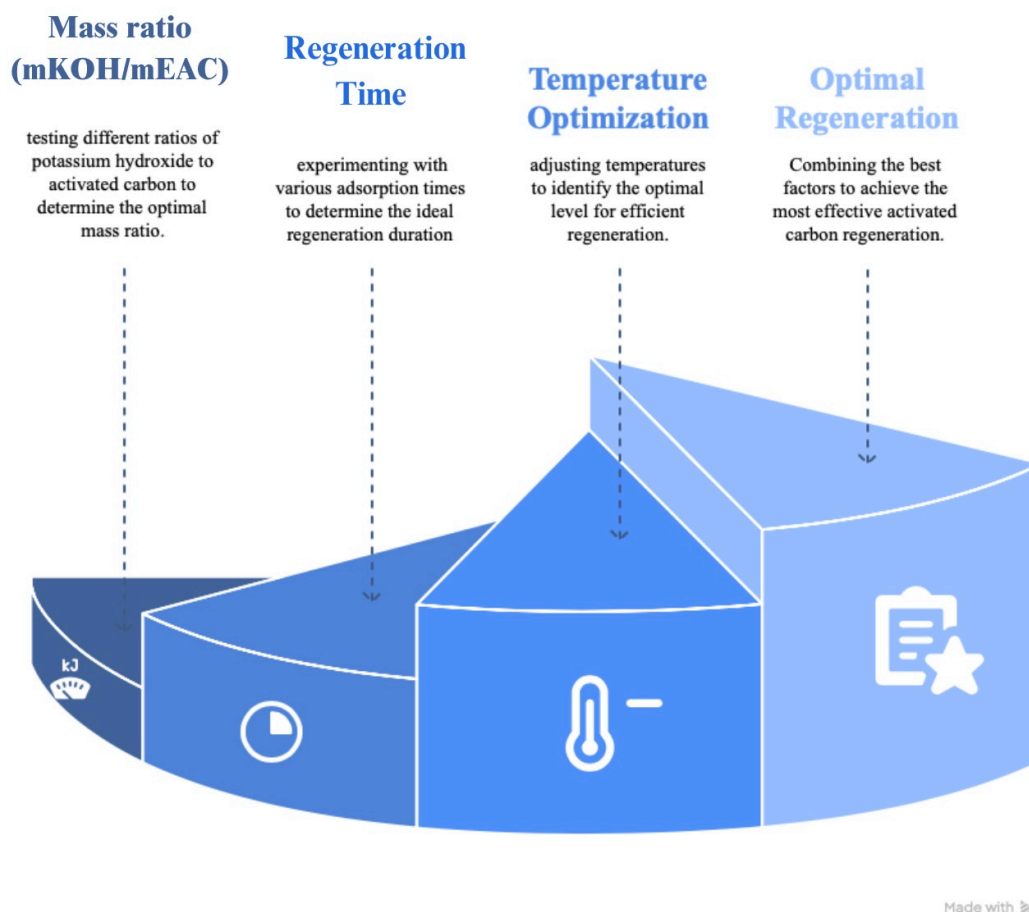 Mass ratio
(mKOH/mEAC)
testing different ratios of
potassium hydroxide to
activated carbon to
determine the optimal
mass ratio.
Regeneration
Time
experimenting with
various adsorption times
to determine the ideal
regeneration duration
Temperature
Optimization
adjusting temperatures
to identify the optimal
level for efficient
regeneration.
Optimal
Regeneration
Combining the best
factors to achieve the
most effective activated
carbon regeneration.
kJ
Made with